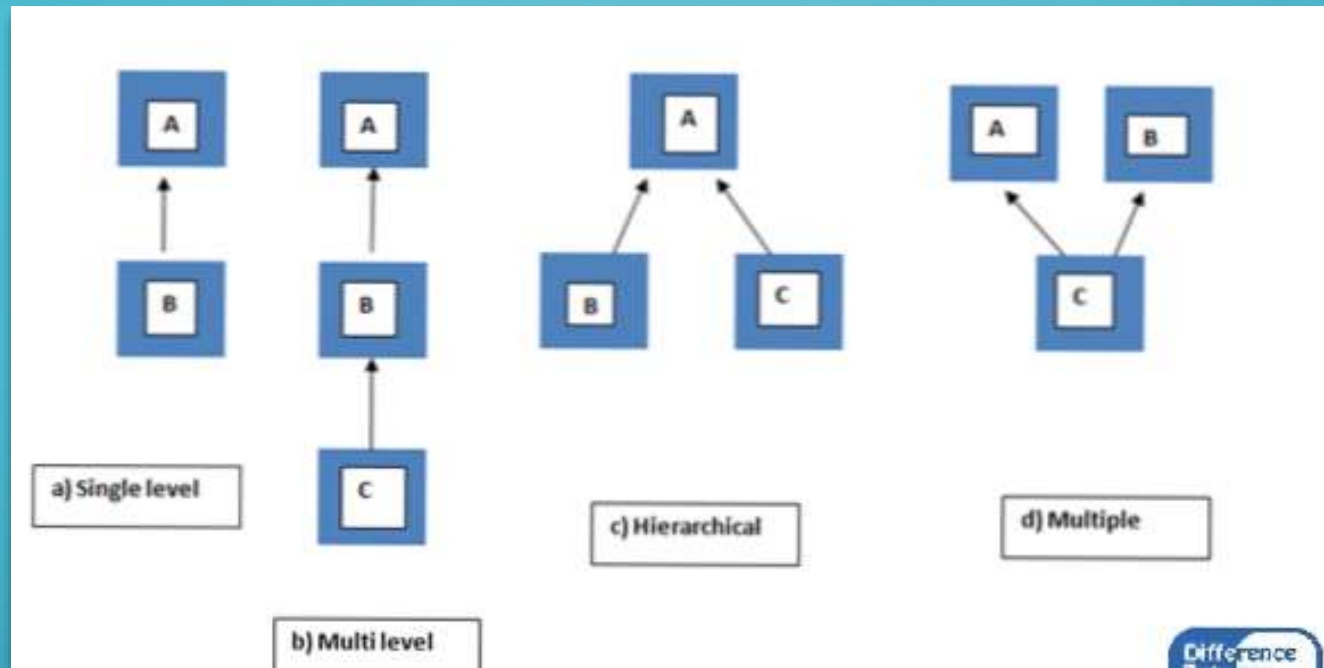 A
B
a) Single level
A
B
C
b) Multi level
A
B
C
c) Hierarchical
A
B
C
d) Multiple
Difference